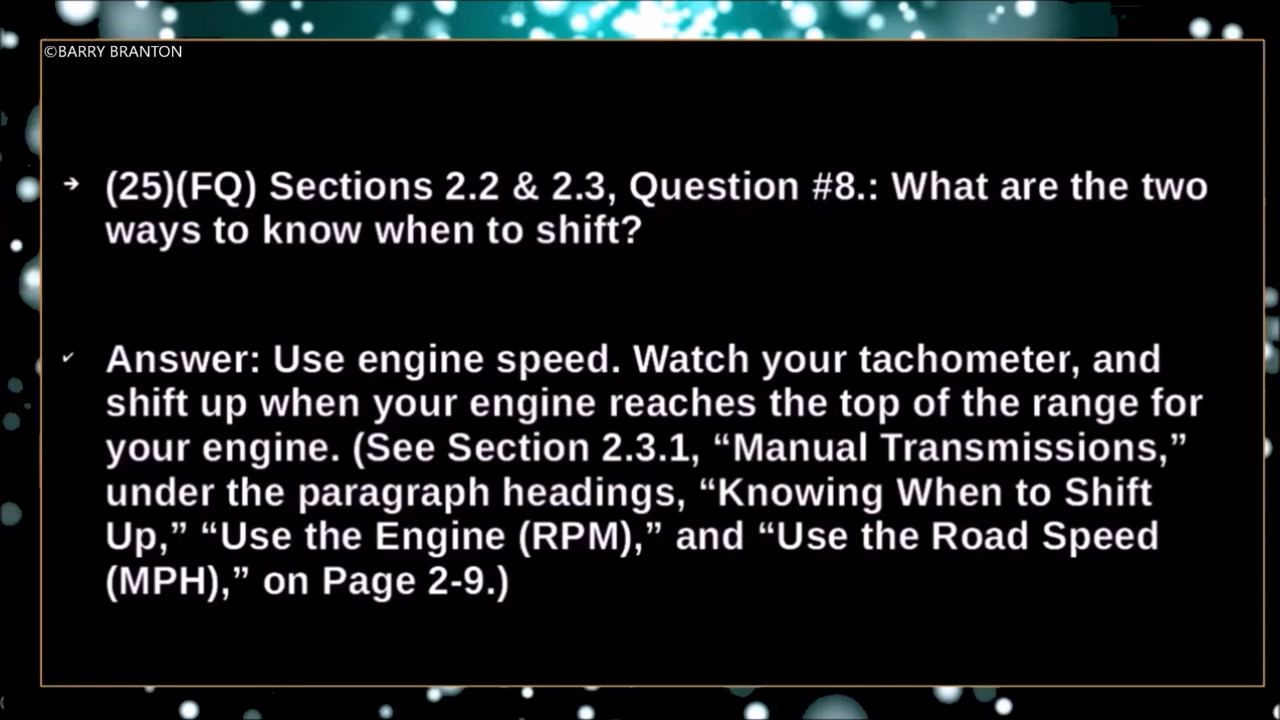 ©BARRY BRANTON
(25)(FQ) Sections 2.2 & 2.3, Question #8.: What are the two
ways to know when to shift?
Answer: Use engine speed. Watch your tachometer, and
shift up when your engine reaches the top of the range for
your engine. (See Section 2.3.1, “Manual Transmissions,”
under the paragraph headings, “Knowing When to Shift
Up,” “Use the Engine (RPM),” and “Use the Road Speed
(MPH),” on Page 2-9.)